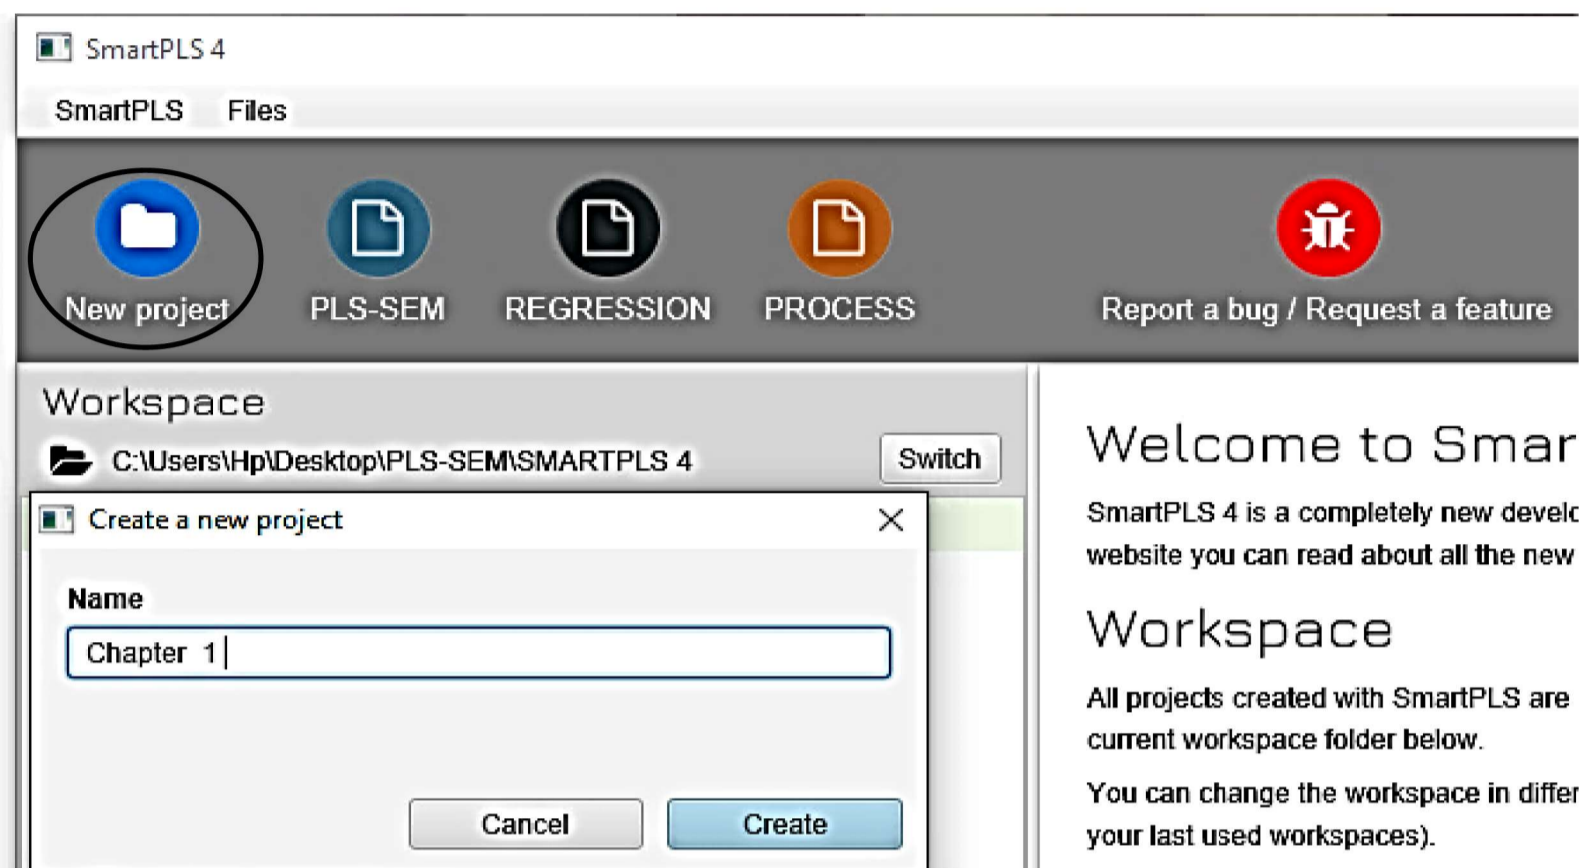 SmartPLS 4
SmartPLS Files
New project PLS-SEM REGRESSION PROCESS Report a bug / Request a feature
Workspace
C:\Users\Hp\Desktop\PLS-SEM\SMARTPLS 4 Switch
Create a new project
Name
Chapter 1
Cancel Create
Welcome to Smar
SmartPLS 4 is a completely new develc
website you can read about all the new
Workspace
All projects created with SmartPLS are
current workspace folder below.
You can change the workspace in differ
your last used workspaces).